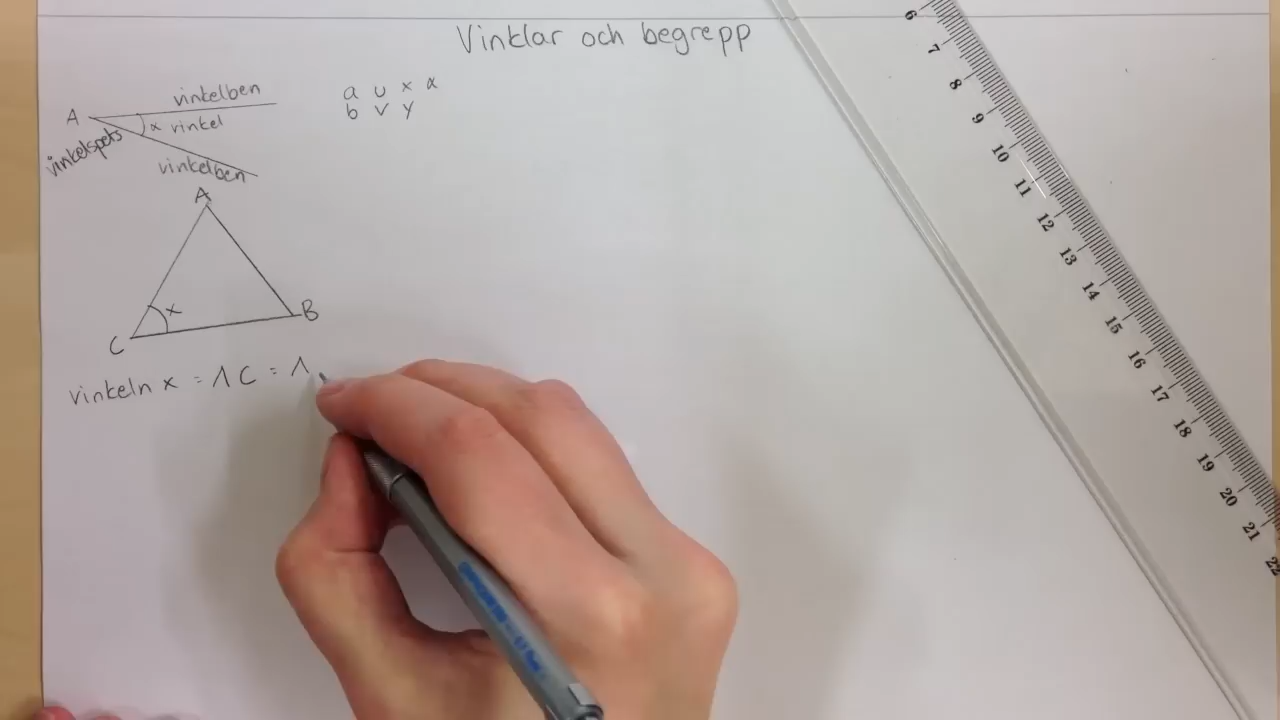 Vinklar och begrepp
vinkelben
A
α vinkel
vinkelspets
vinkelben
a u x α
b v y
A
x
B
C
vinkeln x = Λ C = Λ
6
7
8
9
10
11
12
13
14
15
16
17
18
19
20
21
22